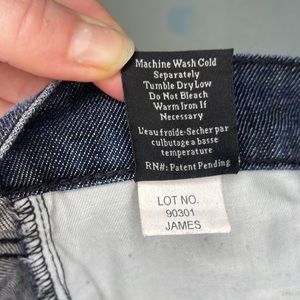 Machine Wash Cold
Separately
Tumble Dry Low
Do Not Bleach
Warm Iron If
Necessary
L'eau froide-Secher par
culbutage a basse
temperature
RN#: Patent Pending
LOT NO.
90301
JAMES